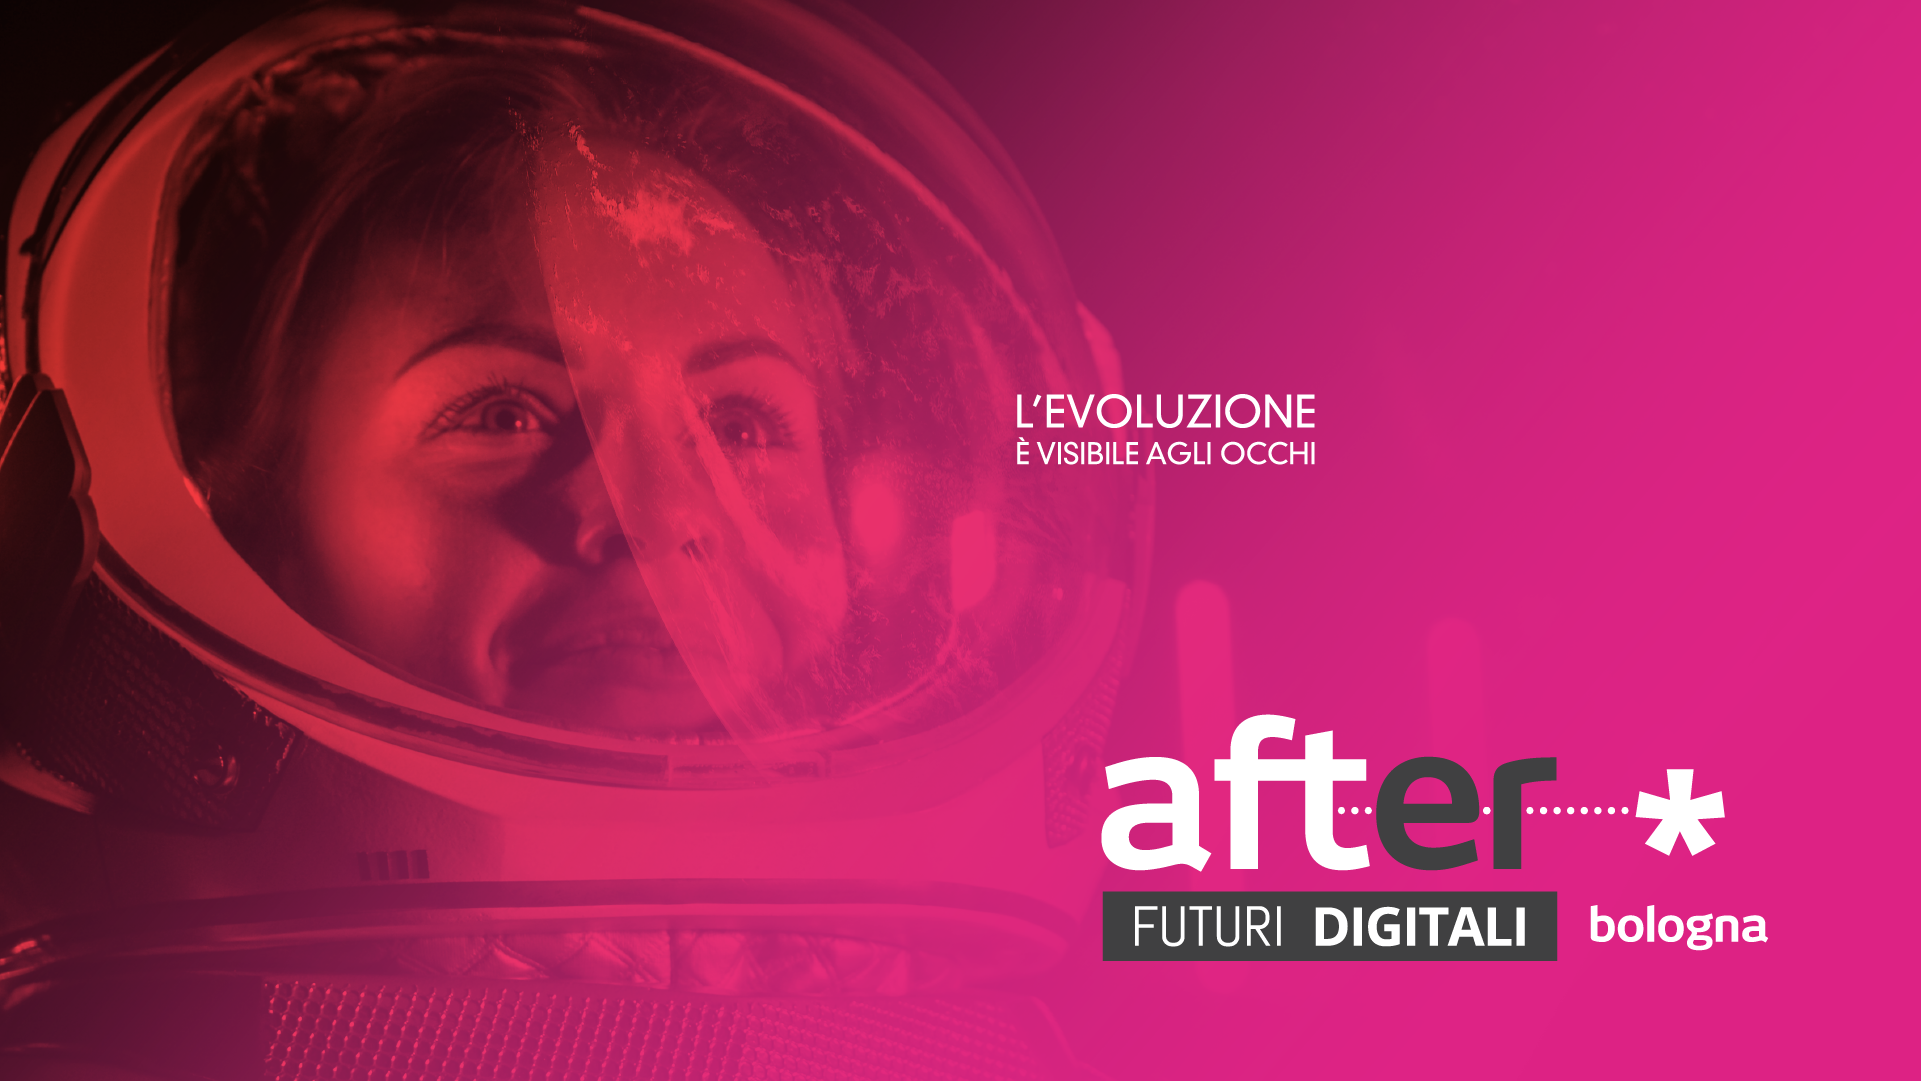 L'EVOLUZIONE
È VISIBILE AGLI OCCHI
after *
FUTURI DIGITALI bologna